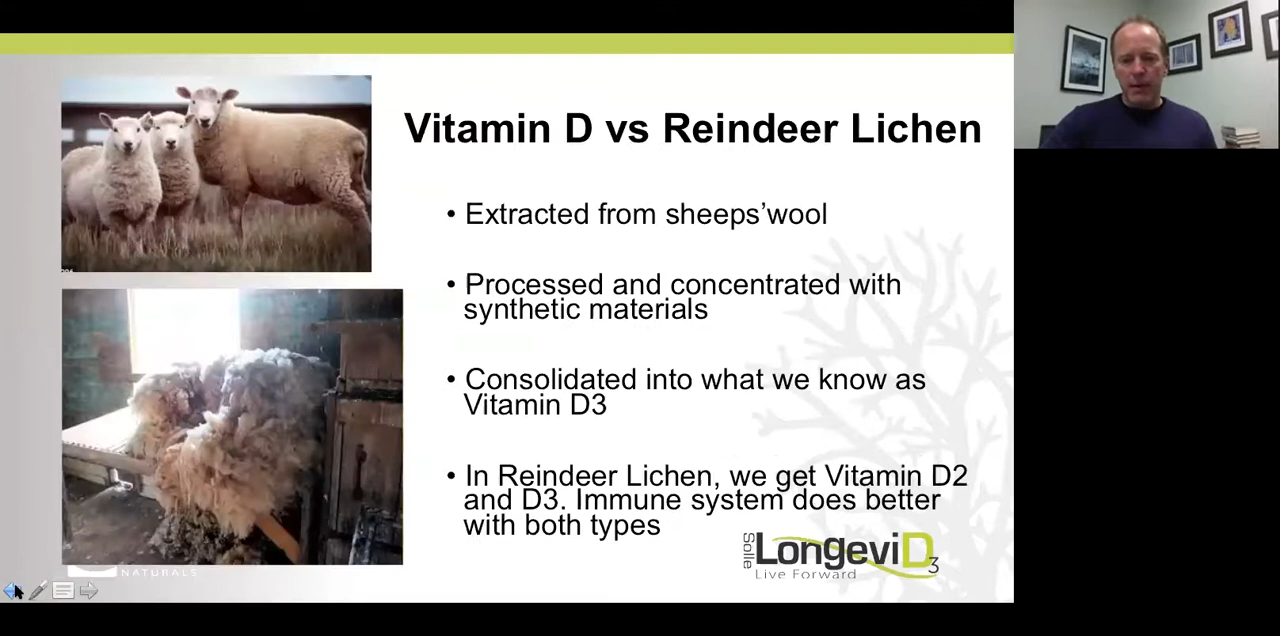 Vitamin D vs Reindeer Lichen
• Extracted from sheeps’wool
• Processed and concentrated with
synthetic materials
• Consolidated into what we know as
Vitamin D3
• In Reindeer Lichen, we get Vitamin D2
and D3. Immune system does better
with both types
Solle
LongeviD3
Live Forward
NATURALS